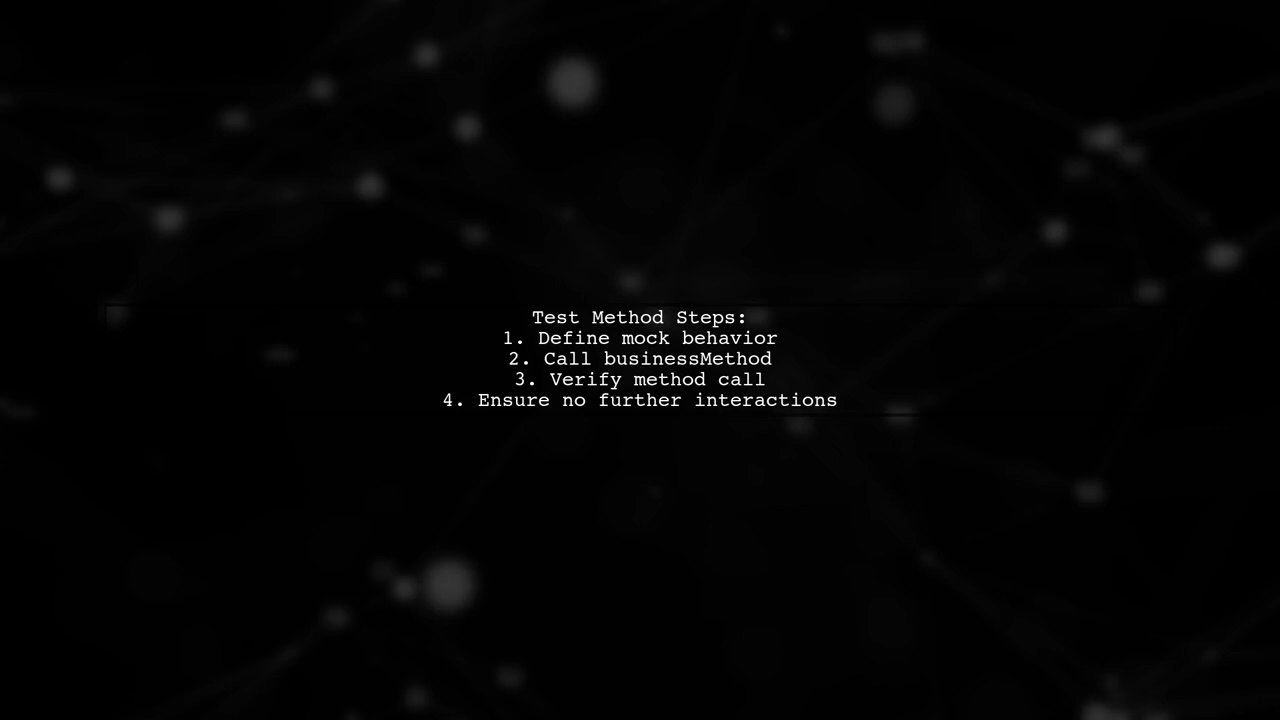 Test Method Steps:
1. Define mock behavior
2. Call businessMethod
3. Verify method call
4. Ensure no further interactions